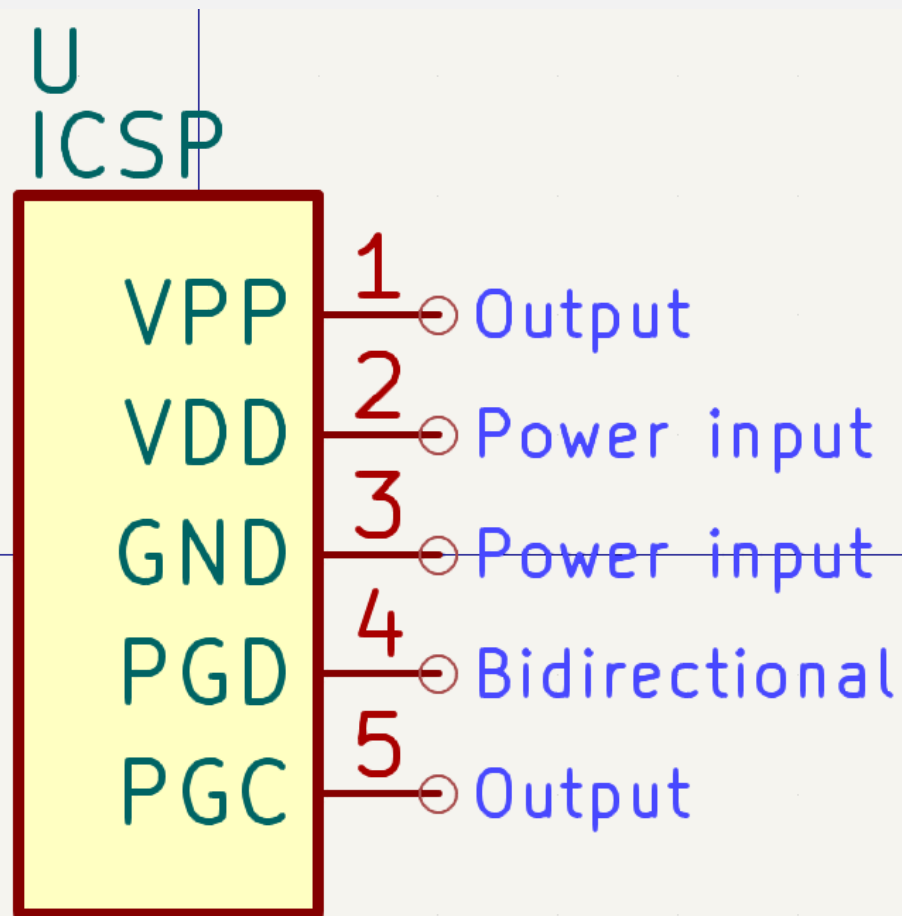 U
ICSP
VPP 1 Output
VDD 2 Power input
GND 3 Power input
PGD 4 Bidirectional
PGC 5 Output